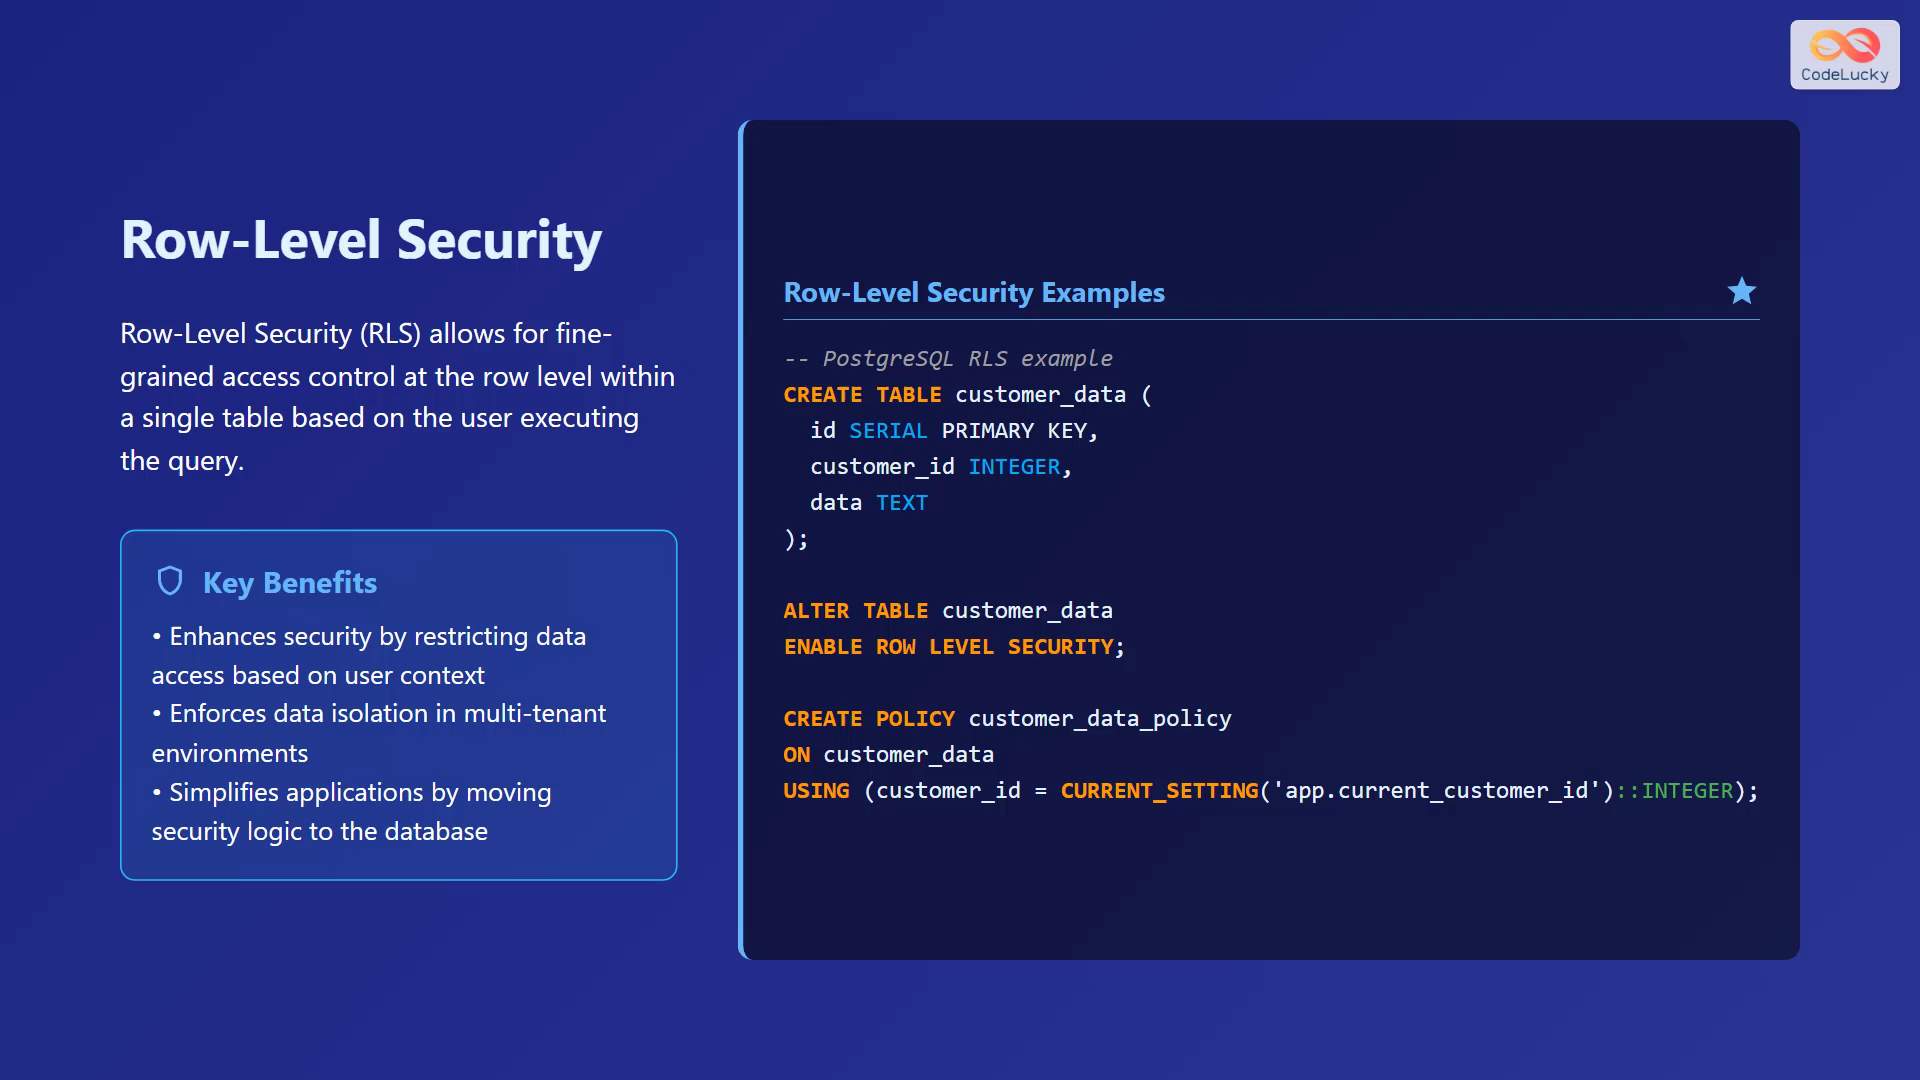 CodeLucky
Row-Level Security
Row-Level Security (RLS) allows for fine-
grained access control at the row level within
a single table based on the user executing
the query.
Key Benefits
• Enhances security by restricting data
access based on user context
• Enforces data isolation in multi-tenant
environments
• Simplifies applications by moving
security logic to the database
Row-Level Security Examples
-- PostgreSQL RLS example
CREATE TABLE customer_data (
  id SERIAL PRIMARY KEY,
  customer_id INTEGER,
  data TEXT
);
ALTER TABLE customer_data
ENABLE ROW LEVEL SECURITY;
CREATE POLICY customer_data_policy
ON customer_data
USING (customer_id = CURRENT_SETTING('app.current_customer_id')::INTEGER);